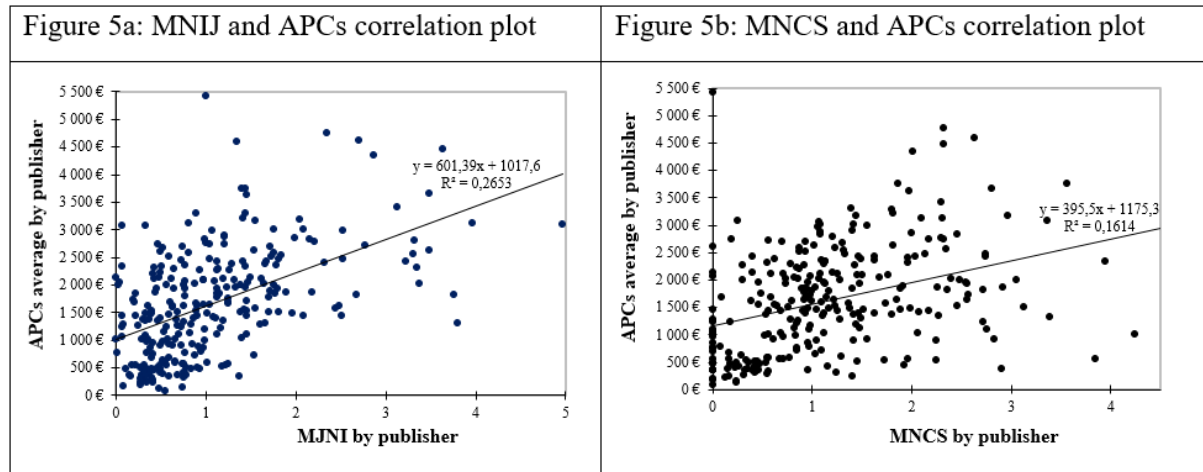 Figure 5a: MNIJ and APCs correlation plot
5 500 €
5 000 €
4 500 €
4 000 €
3 500 €
3 000 €
2 500 €
2 000 €
1 500 €
1 000 €
500 €
0 €
APCs average by publisher
y = 601,39x + 1017,6
R² = 0,2653
0 1 2 3 4 5
MJNI by publisher
Figure 5b: MNCS and APCs correlation plot
5 500 €
5 000 €
4 500 €
4 000 €
3 500 €
3 000 €
2 500 €
2 000 €
1 500 €
1 000 €
500 €
0 €
APCs average by publisher
y = 395,5x + 1175,3
R² = 0,1614
0 1 2 3 4
MNCS by publisher